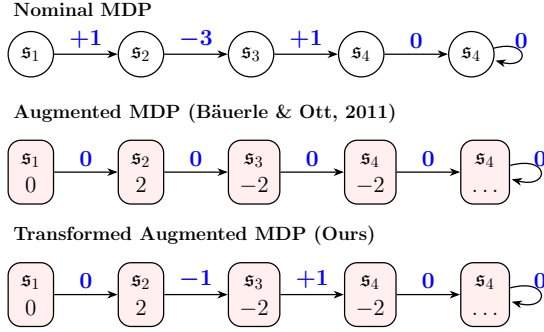 Nominal MDP
+1 −3 +1 0 0
𝔰1 𝔰2 𝔰3 𝔰4 𝔰4
Augmented MDP (Bäuerle & Ott, 2011)
0 0 0 0 0
𝔰1 𝔰2 𝔰3 𝔰4 𝔰4
0 2 −2 −2 ...
Transformed Augmented MDP (Ours)
0 −1 +1 0 0
𝔰1 𝔰2 𝔰3 𝔰4 𝔰4
0 2 −2 −2 ...